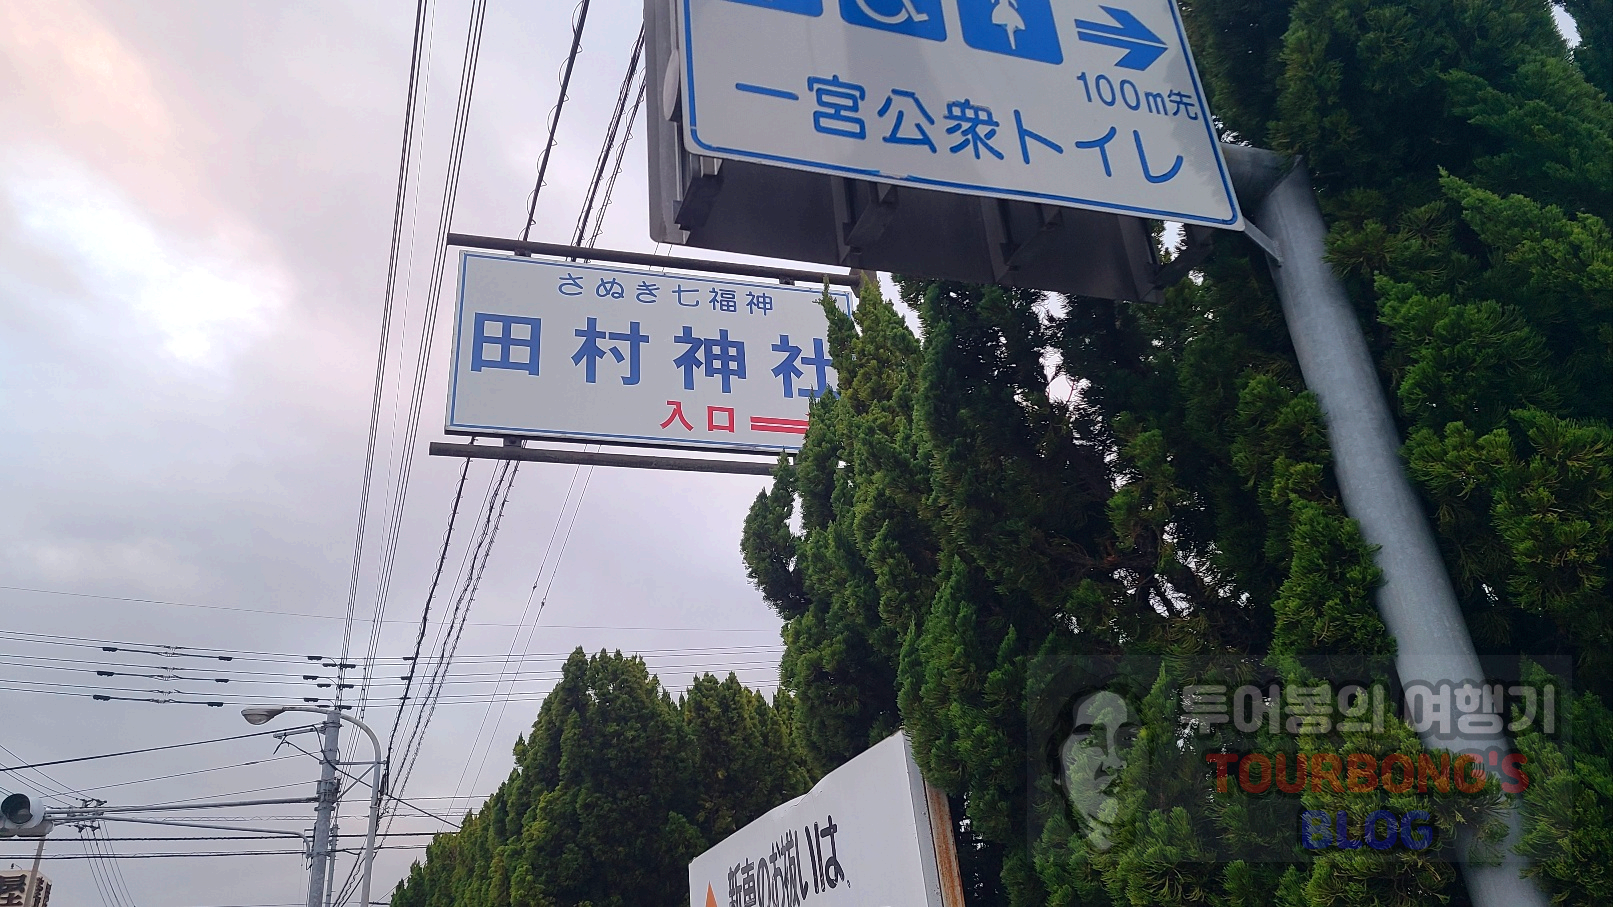 100m先
一宮公衆トイレ
さぬき七福神
田村神社
入口
新車のお祓いは、
투어봉의 여행기
TOURBONG'S
BLOG